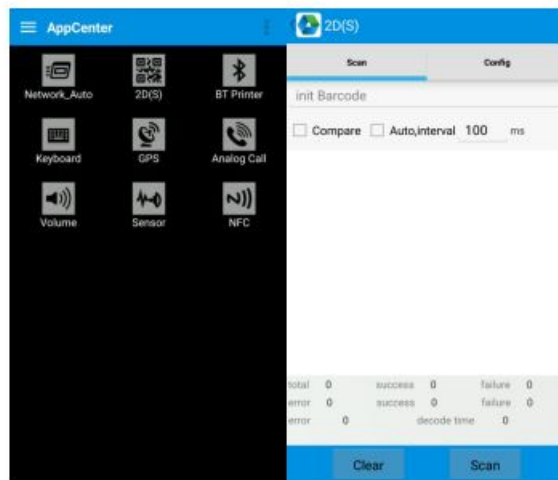 AppCenter
Network_Auto
2D(S)
BT Printer
Keyboard
GPS
Analog Call
Volume
Sensor
NFC
2D(S)
Scan Config
init Barcode
Compare Auto,interval 100 ms
total 0 success 0 failure 0
error 0 success 0 failure 0
error 0 decode time 0
Clear Scan